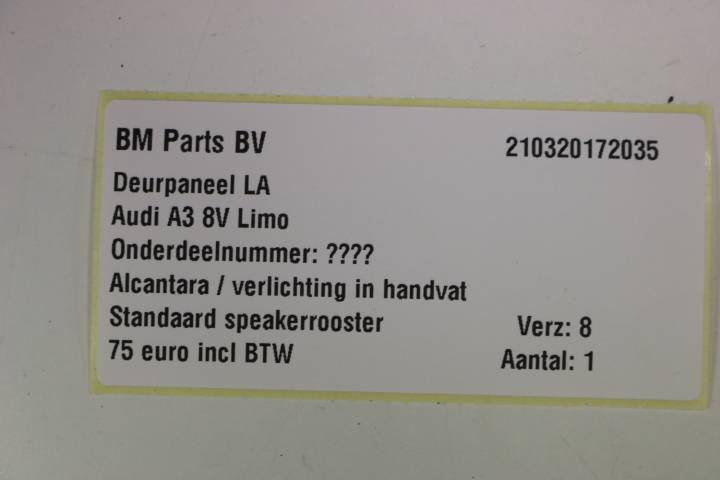 BM Parts BV 210320172035
Deurpaneel LA
Audi A3 8V Limo
Onderdeelnummer: ????
Alcantara / verlichting in handvat
Standaard speakerrooster Verz: 8
75 euro incl BTW Aantal: 1